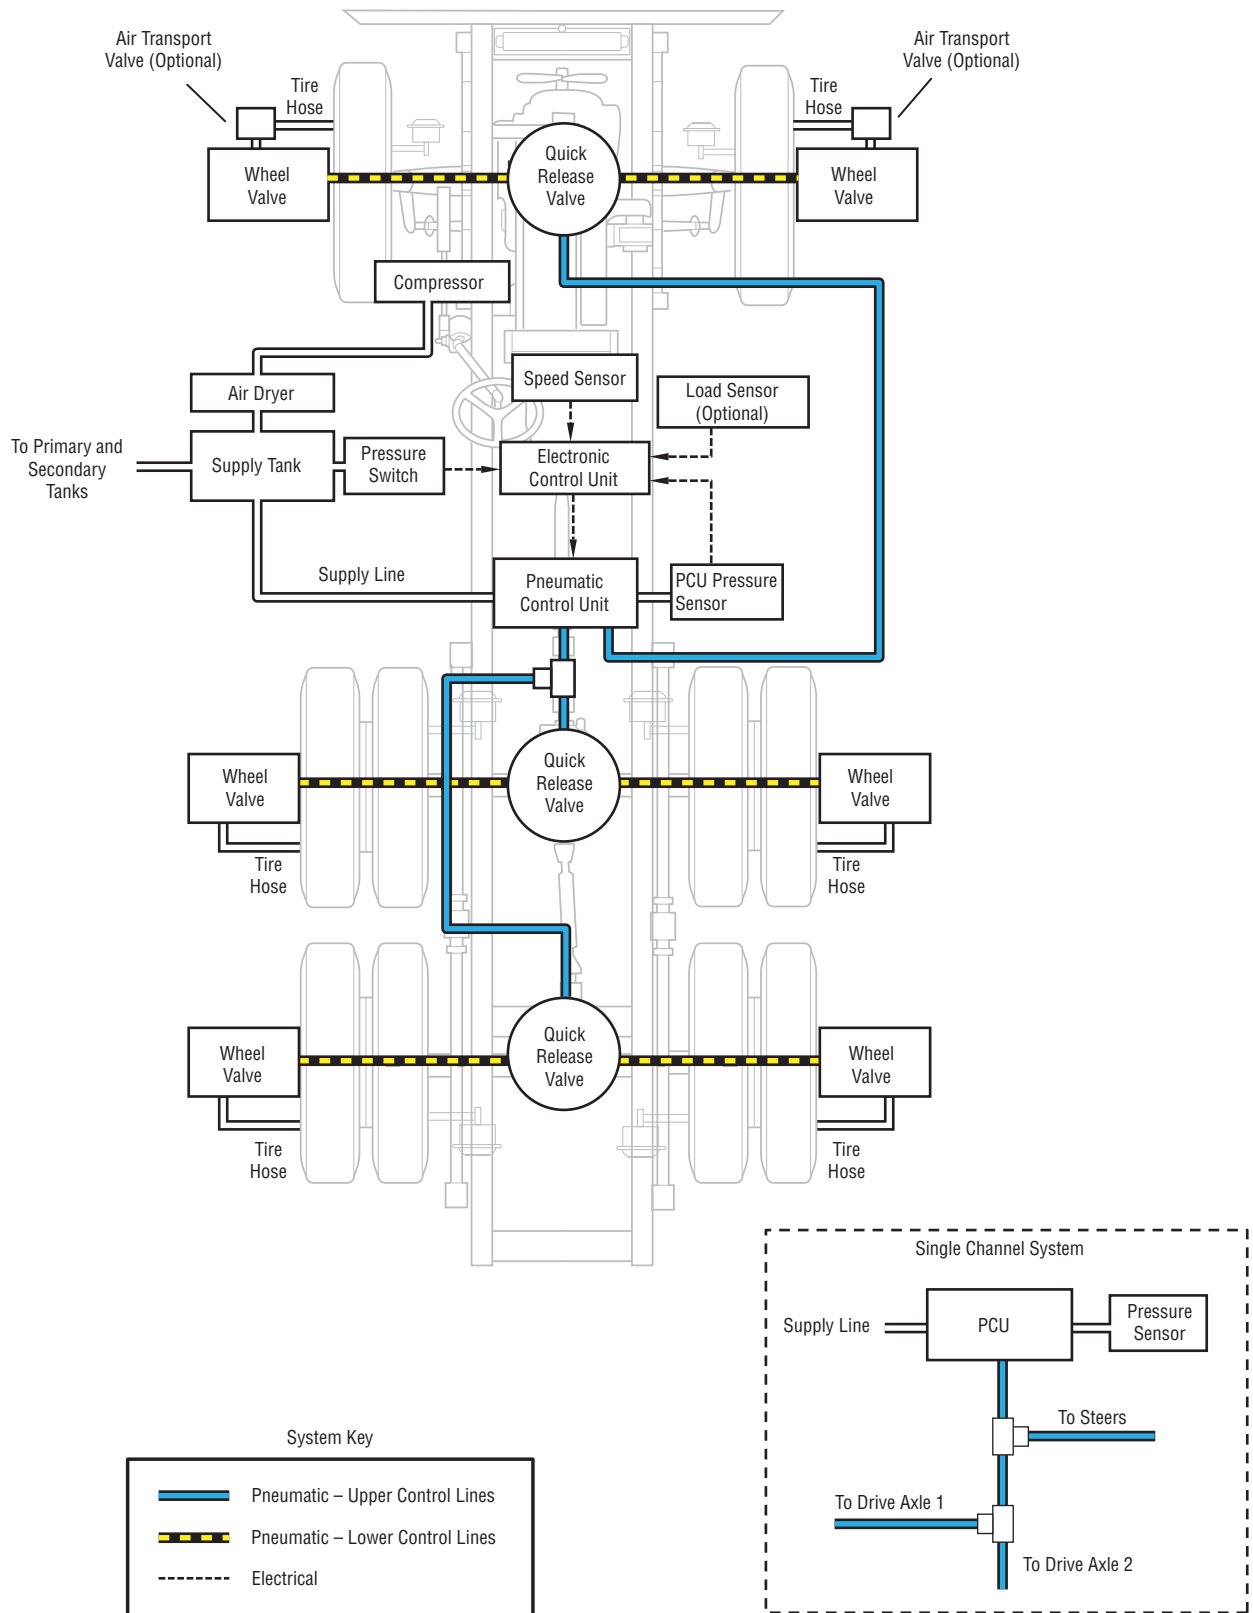 Air Transport
Valve (Optional)
Air Transport
Valve (Optional)
Tire
Hose
Tire
Hose
Wheel
Valve
Quick
Release
Valve
Wheel
Valve
Compressor
Air Dryer
Speed Sensor
Load Sensor
(Optional)
To Primary and
Secondary
Tanks
Supply Tank
Pressure
Switch
Electronic
Control Unit
Supply Line
Pneumatic
Control Unit
PCU Pressure
Sensor
Wheel
Valve
Quick
Release
Valve
Wheel
Valve
Tire
Hose
Tire
Hose
Wheel
Valve
Quick
Release
Valve
Wheel
Valve
Tire
Hose
Tire
Hose
Single Channel System
Supply Line
PCU
Pressure
Sensor
To Steers
To Drive Axle 1
To Drive Axle 2
System Key
Pneumatic – Upper Control Lines
Pneumatic – Lower Control Lines
Electrical